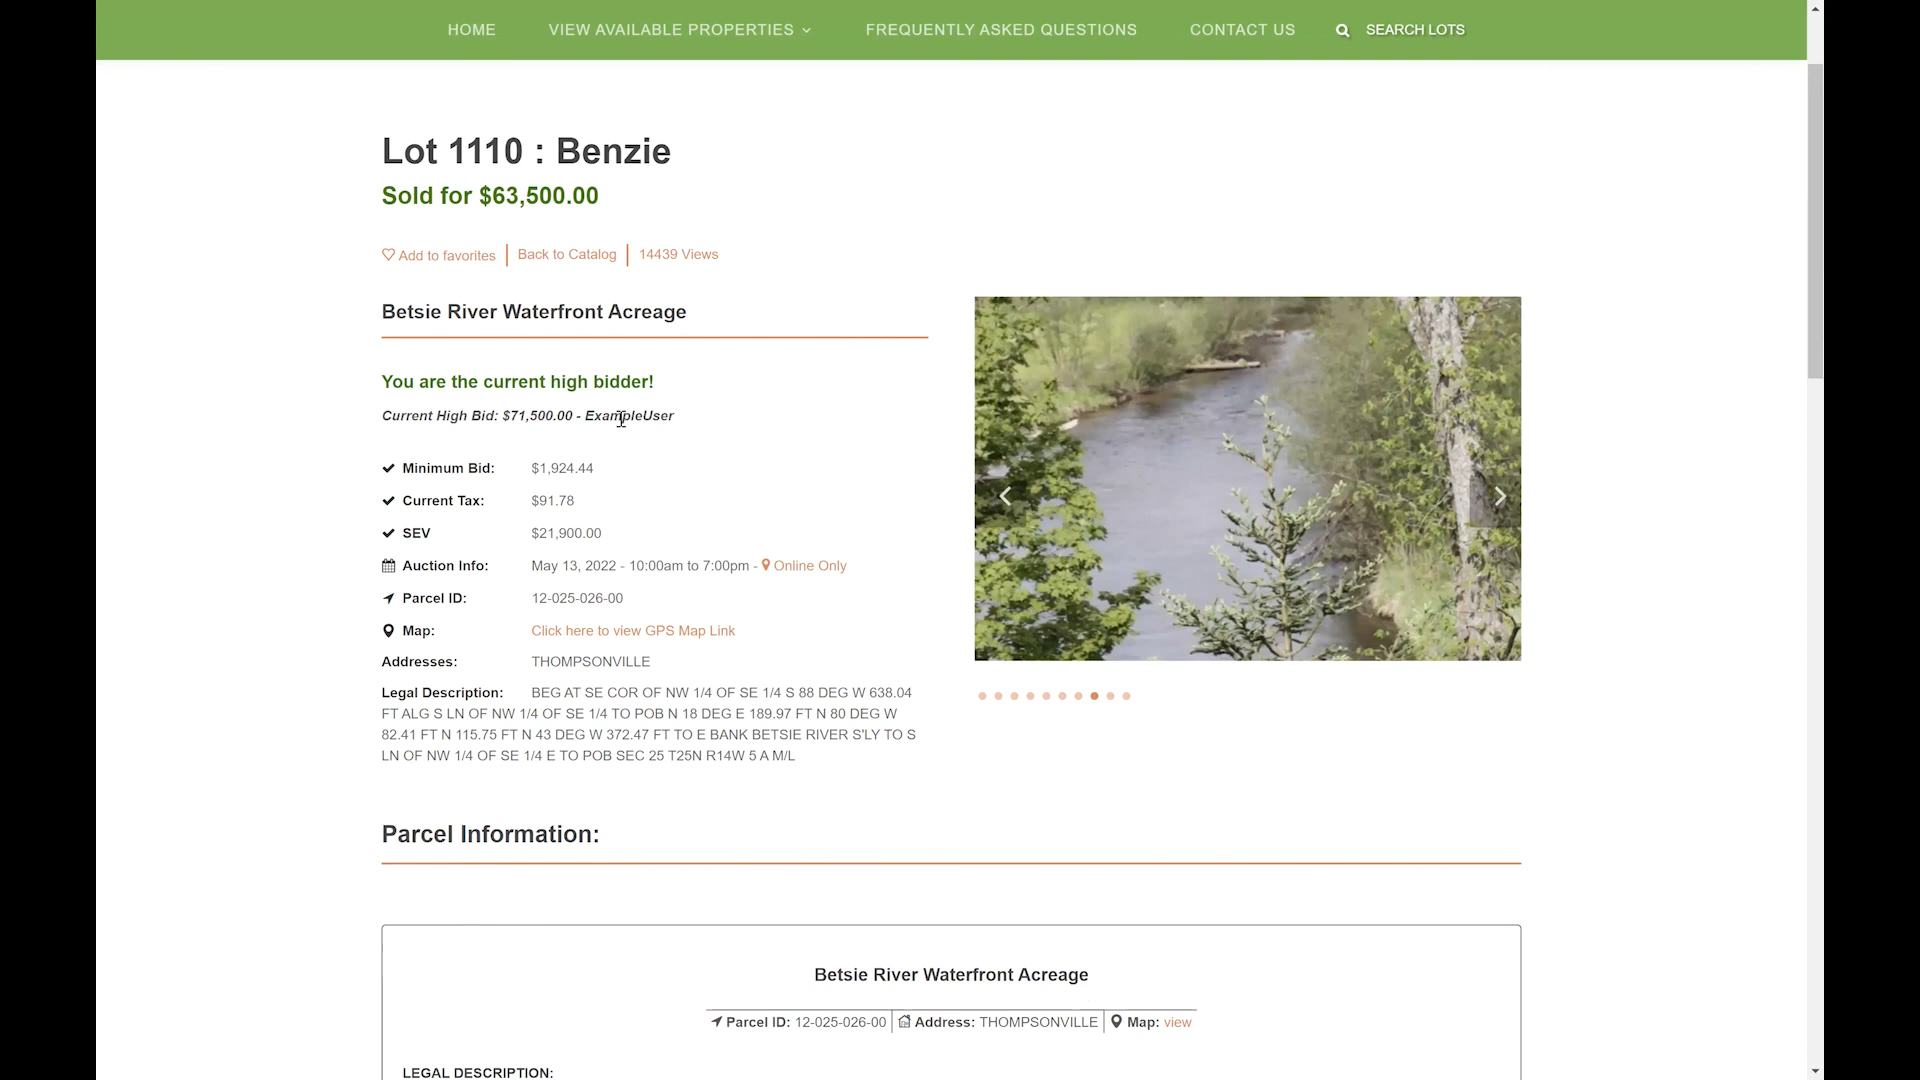 HOME VIEW AVAILABLE PROPERTIES FREQUENTLY ASKED QUESTIONS CONTACT US SEARCH LOTS
Lot 1110 : Benzie
Sold for $63,500.00
Add to favorites Back to Catalog 14439 Views
Betsie River Waterfront Acreage
You are the current high bidder!
Current High Bid: $71,500.00 - ExampleUser
Minimum Bid: $1,924.44
Current Tax: $91.78
SEV $21,900.00
Auction Info: May 13, 2022 - 10:00am to 7:00pm - Online Only
Parcel ID: 12-025-026-00
Map: Click here to view GPS Map Link
Addresses: THOMPSONVILLE
Legal Description: BEG AT SE COR OF NW 1/4 OF SE 1/4 S 88 DEG W 638.04
FT ALG S LN OF NW 1/4 OF SE 1/4 TO POB N 18 DEG E 189.97 FT N 80 DEG W
82.41 FT N 115.75 FT N 43 DEG W 372.47 FT TO E BANK BETSIE RIVER S'LY TO S
LN OF NW 1/4 OF SE 1/4 E TO POB SEC 25 T25N R14W 5 A M/L
Parcel Information:
Betsie River Waterfront Acreage
Parcel ID: 12-025-026-00 Address: THOMPSONVILLE Map: view
LEGAL DESCRIPTION: